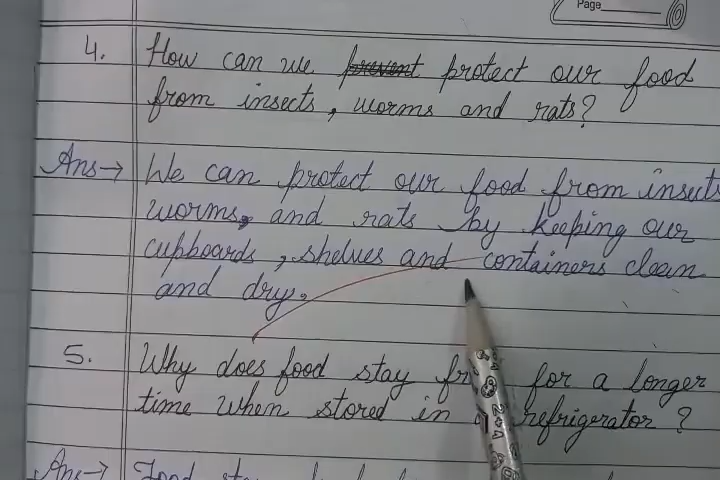 Page
4. How can we prevent protect our food
from insects, worms and rats?
Ans→ We can protect our food from insects
worms, and rats by keeping our
cupboards, shelves and containers clean
and dry.
5. Why does food stay for a longer
time when stored in refrigerator?
Ans→ Food